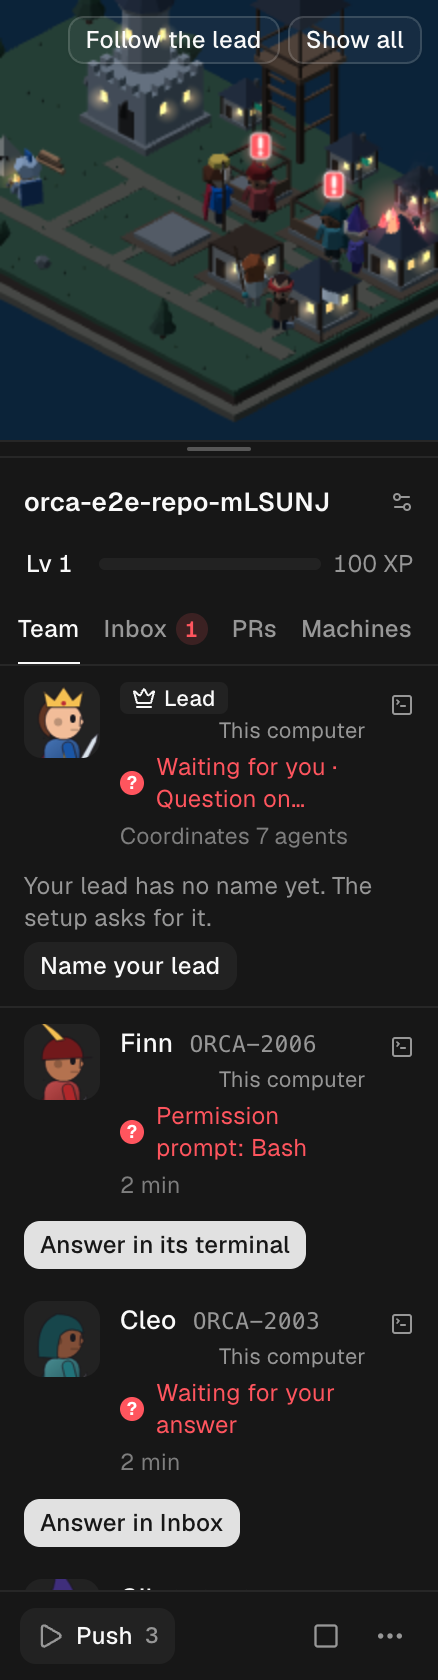 Follow the lead
Show all
orca-e2e-repo-mLSUNJ
Lv 1
100 XP
Team
Inbox 1
PRs
Machines
Lead
This computer
Waiting for you ·
Question on…
Coordinates 7 agents
Your lead has no name yet. The
setup asks for it.
Name your lead
Finn ORCA-2006
This computer
Permission
prompt: Bash
2 min
Answer in its terminal
Cleo ORCA-2003
This computer
Waiting for your
answer
2 min
Answer in Inbox
Push 3